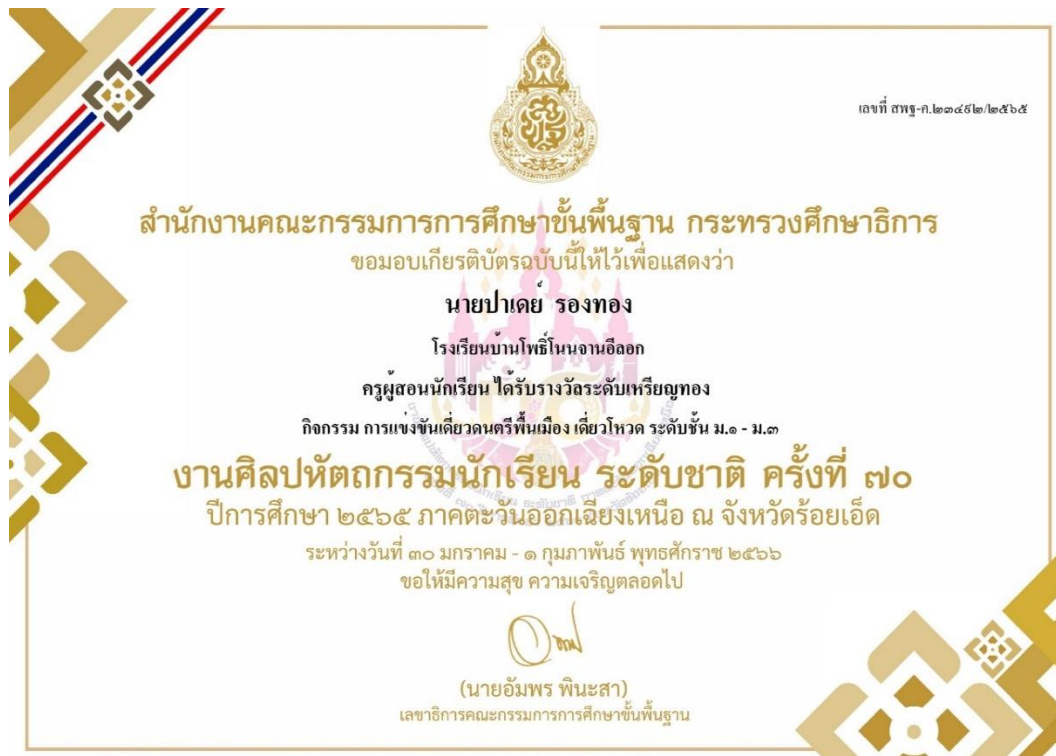 เลขที่ สพฐ-ค.๒๓๔๕๒/๒๕๖๕
สำนักงานคณะกรรมการการศึกษาขั้นพื้นฐาน กระทรวงศึกษาธิการ
ขอมอบเกียรติบัตรฉบับนี้ให้ไว้เพื่อแสดงว่า
นายปาเดย์ รองทอง
โรงเรียนบ้านโพธิ์โนนจานอีลอก
ครูผู้สอนนักเรียน ได้รับรางวัลระดับเหรียญทอง
กิจกรรม การแข่งขันเดี่ยวดนตรีพื้นเมือง เดี่ยวโหวด ระดับชั้น ม.๑ - ม.๓
งานศิลปหัตถกรรมนักเรียน ระดับชาติ ครั้งที่ ๗๐
ปีการศึกษา ๒๕๖๕ ภาคตะวันออกเฉียงเหนือ ณ จังหวัดร้อยเอ็ด
ระหว่างวันที่ ๓๐ มกราคม - ๑ กุมภาพันธ์ พุทธศักราช ๒๕๖๖
ขอให้มีความสุข ความเจริญตลอดไป
(นายอัมพร พินะสา)
เลขาธิการคณะกรรมการการศึกษาขั้นพื้นฐาน